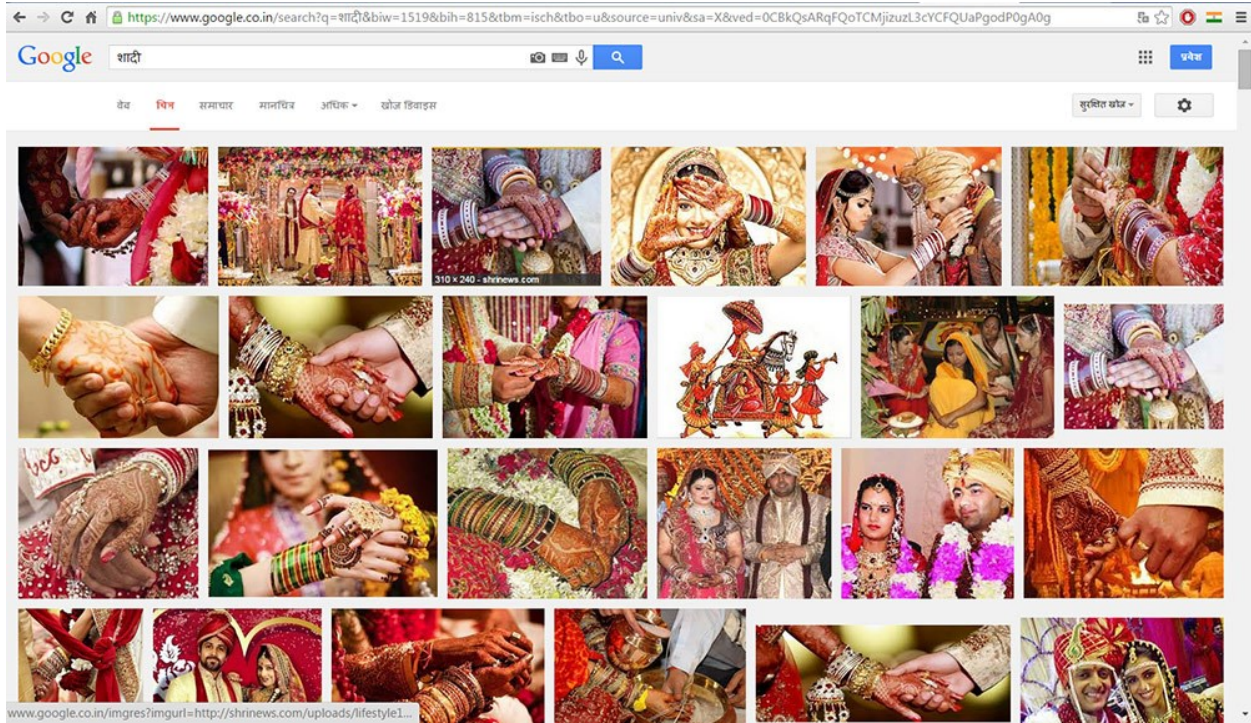 https://www.google.co.in/search?q=शादी&biw=1519&bih=815&tbm=isch&tbo=u&source=univ&sa=X&ved=0CBkQsARqFQoTCMjizuzL3cYCFQUaPgodP0gA0g
Google शादी प्रवेश
वेब चित्र समाचार मानचित्र अधिक खोज डिवाइस सुरक्षित खोज
310 × 240 - shrinews.com
www.google.co.in/imgres?imgurl=http://shrinews.com/uploads/lifestyle1...